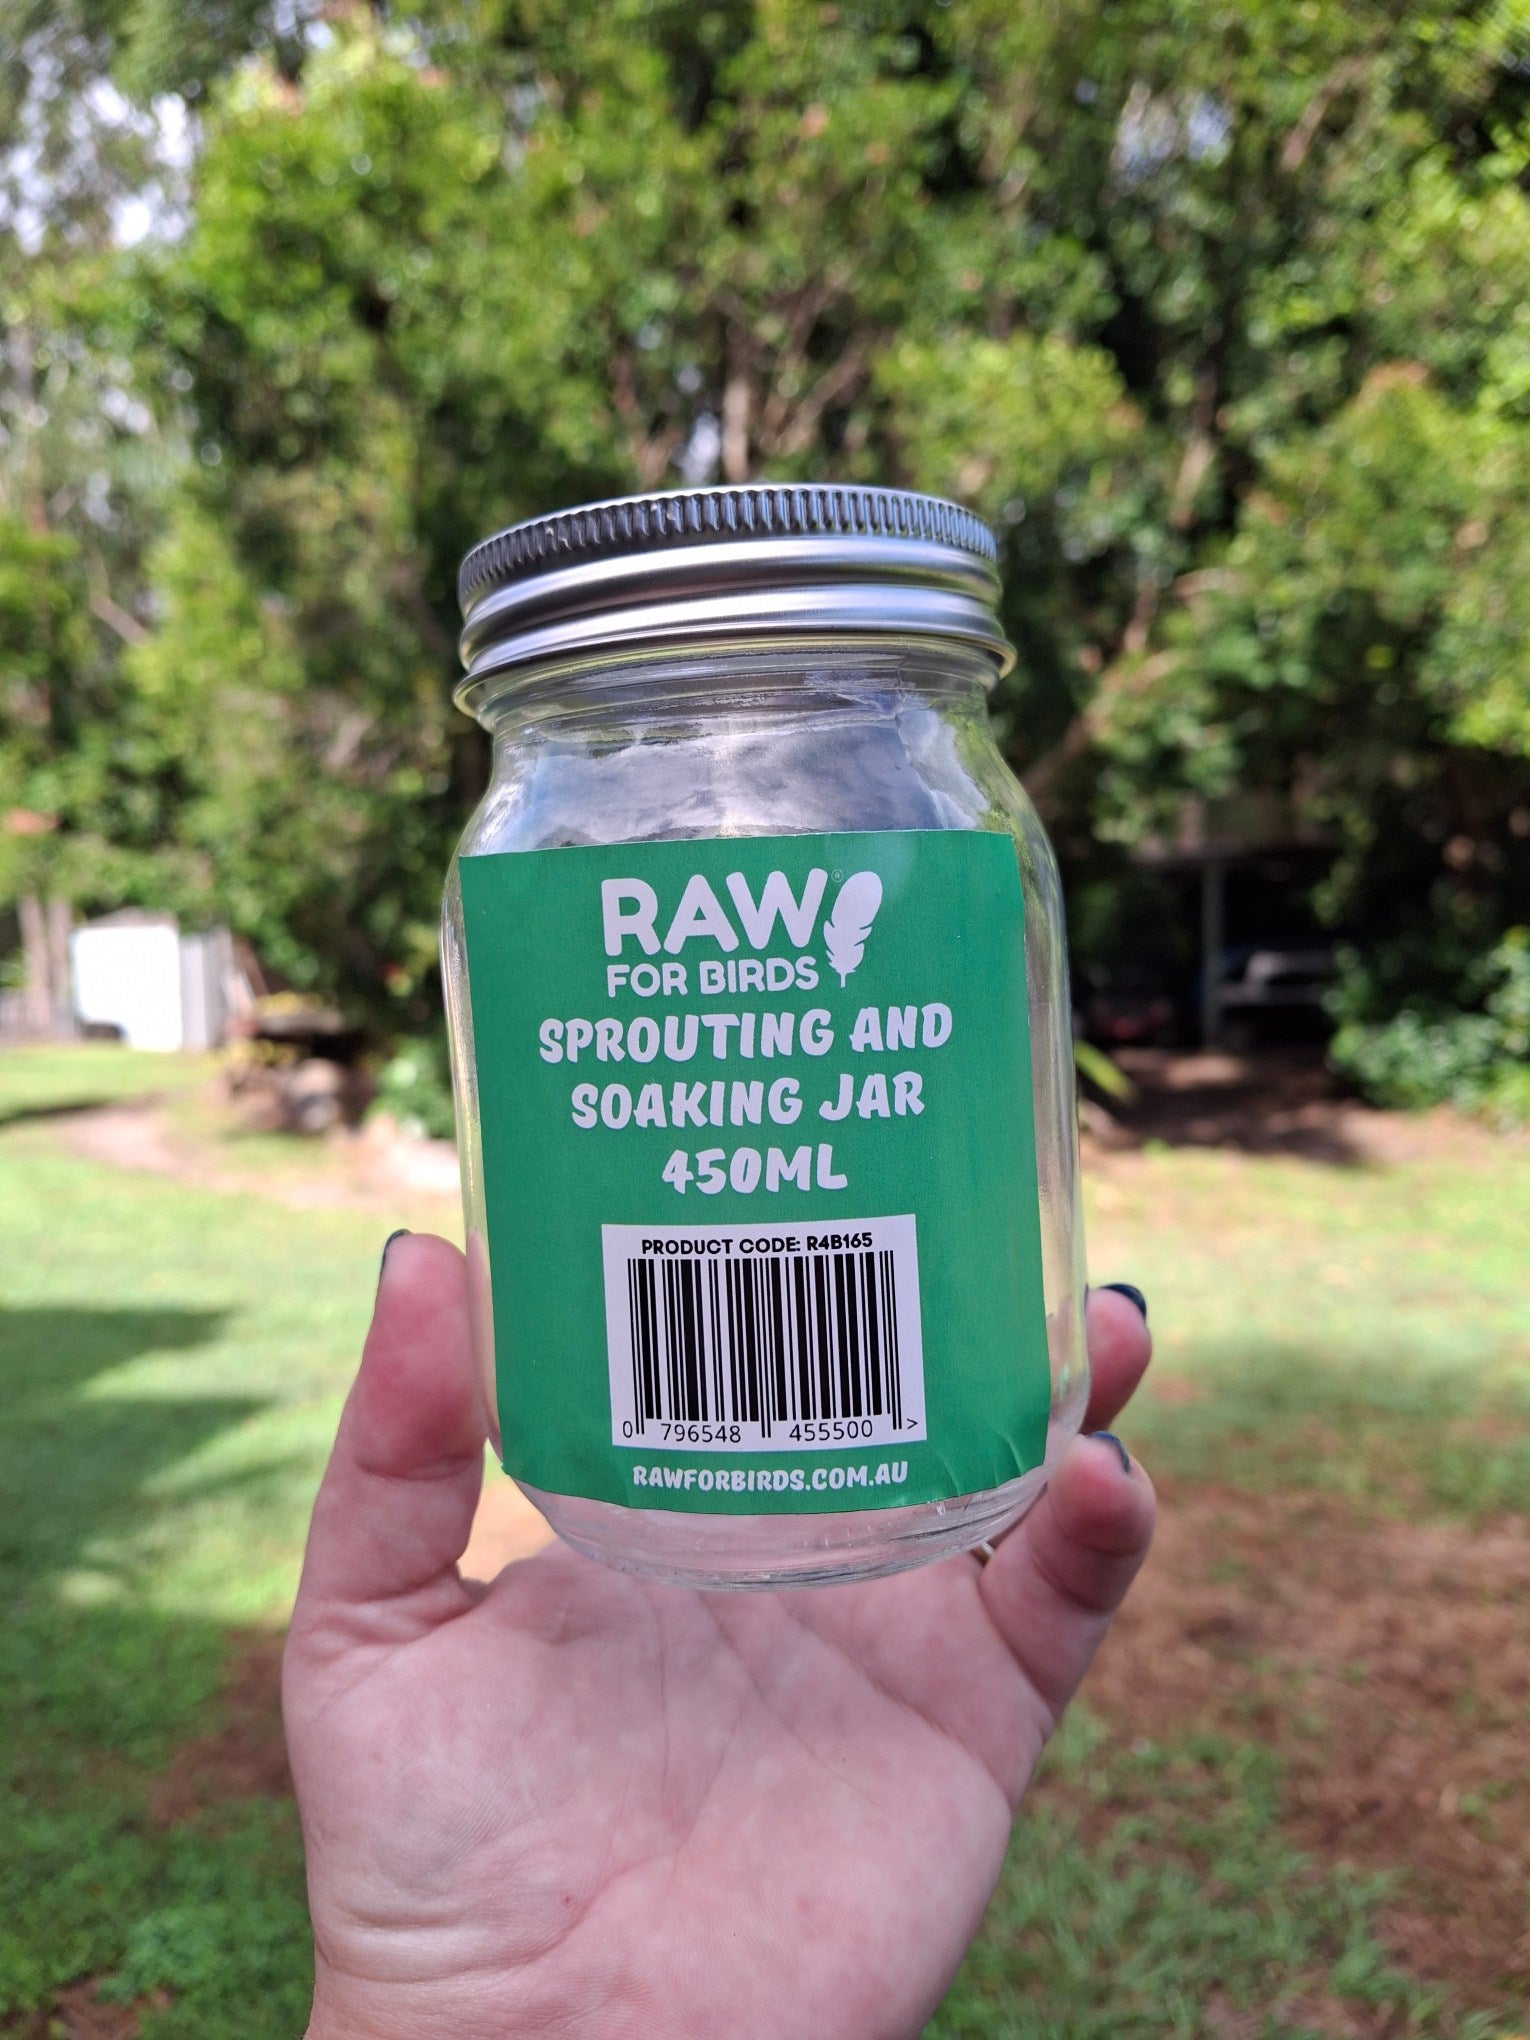 RAW®
FOR BIRDS
SPROUTING AND
SOAKING JAR
450ML
PRODUCT CODE: R4B165
0 796548 455500 >
RAWFORBIRDS.COM.AU